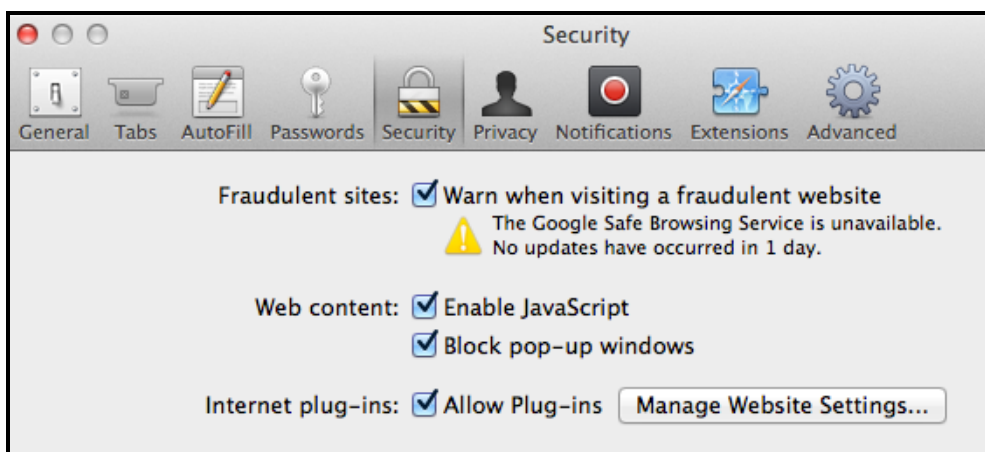 Security
General Tabs AutoFill Passwords Security Privacy Notifications Extensions Advanced
Fraudulent sites: Warn when visiting a fraudulent website
The Google Safe Browsing Service is unavailable.
No updates have occurred in 1 day.
Web content: Enable JavaScript
Block pop-up windows
Internet plug-ins: Allow Plug-ins Manage Website Settings...